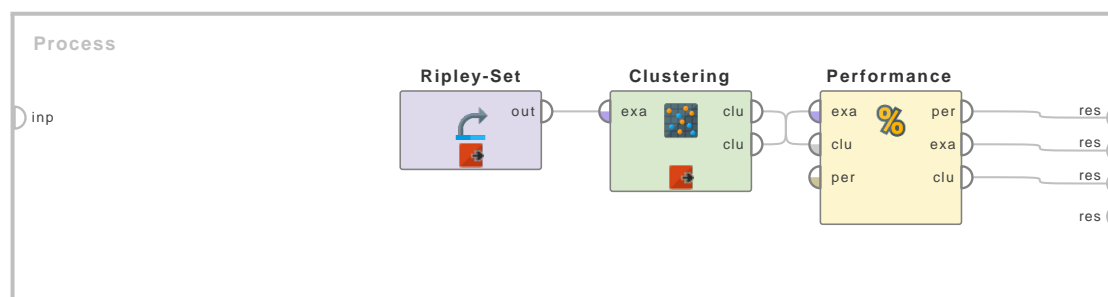 Process
inp
Ripley-Set
out
Clustering
exa clu
clu
Performance
% 
exa per
clu exa
per clu
res
res
res
res